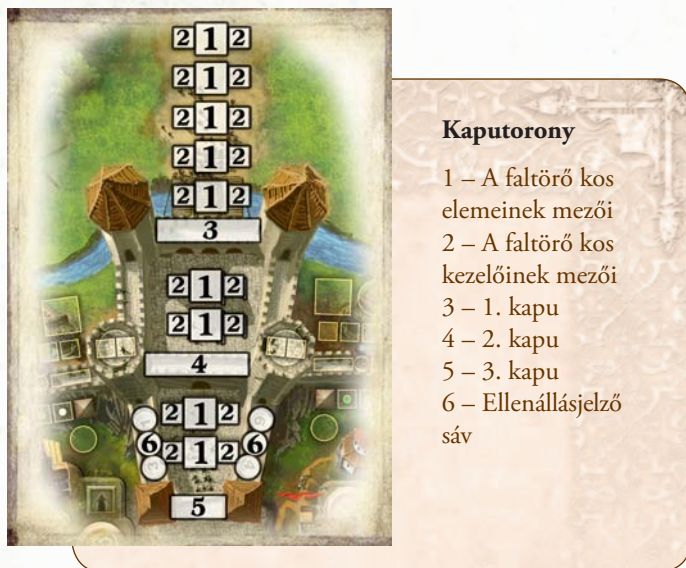 2 1 2
2 1 2
2 1 2
2 1 2
2 1 2
3
2 1 2
2 1 2
4
2 1 2
6 2 1 2 6
5
Kaputorony
1 – A faltörő kos
elemeinek mezői
2 – A faltörő kos
kezelőinek mezői
3 – 1. kapu
4 – 2. kapu
5 – 3. kapu
6 – Ellenállásjelző
sáv